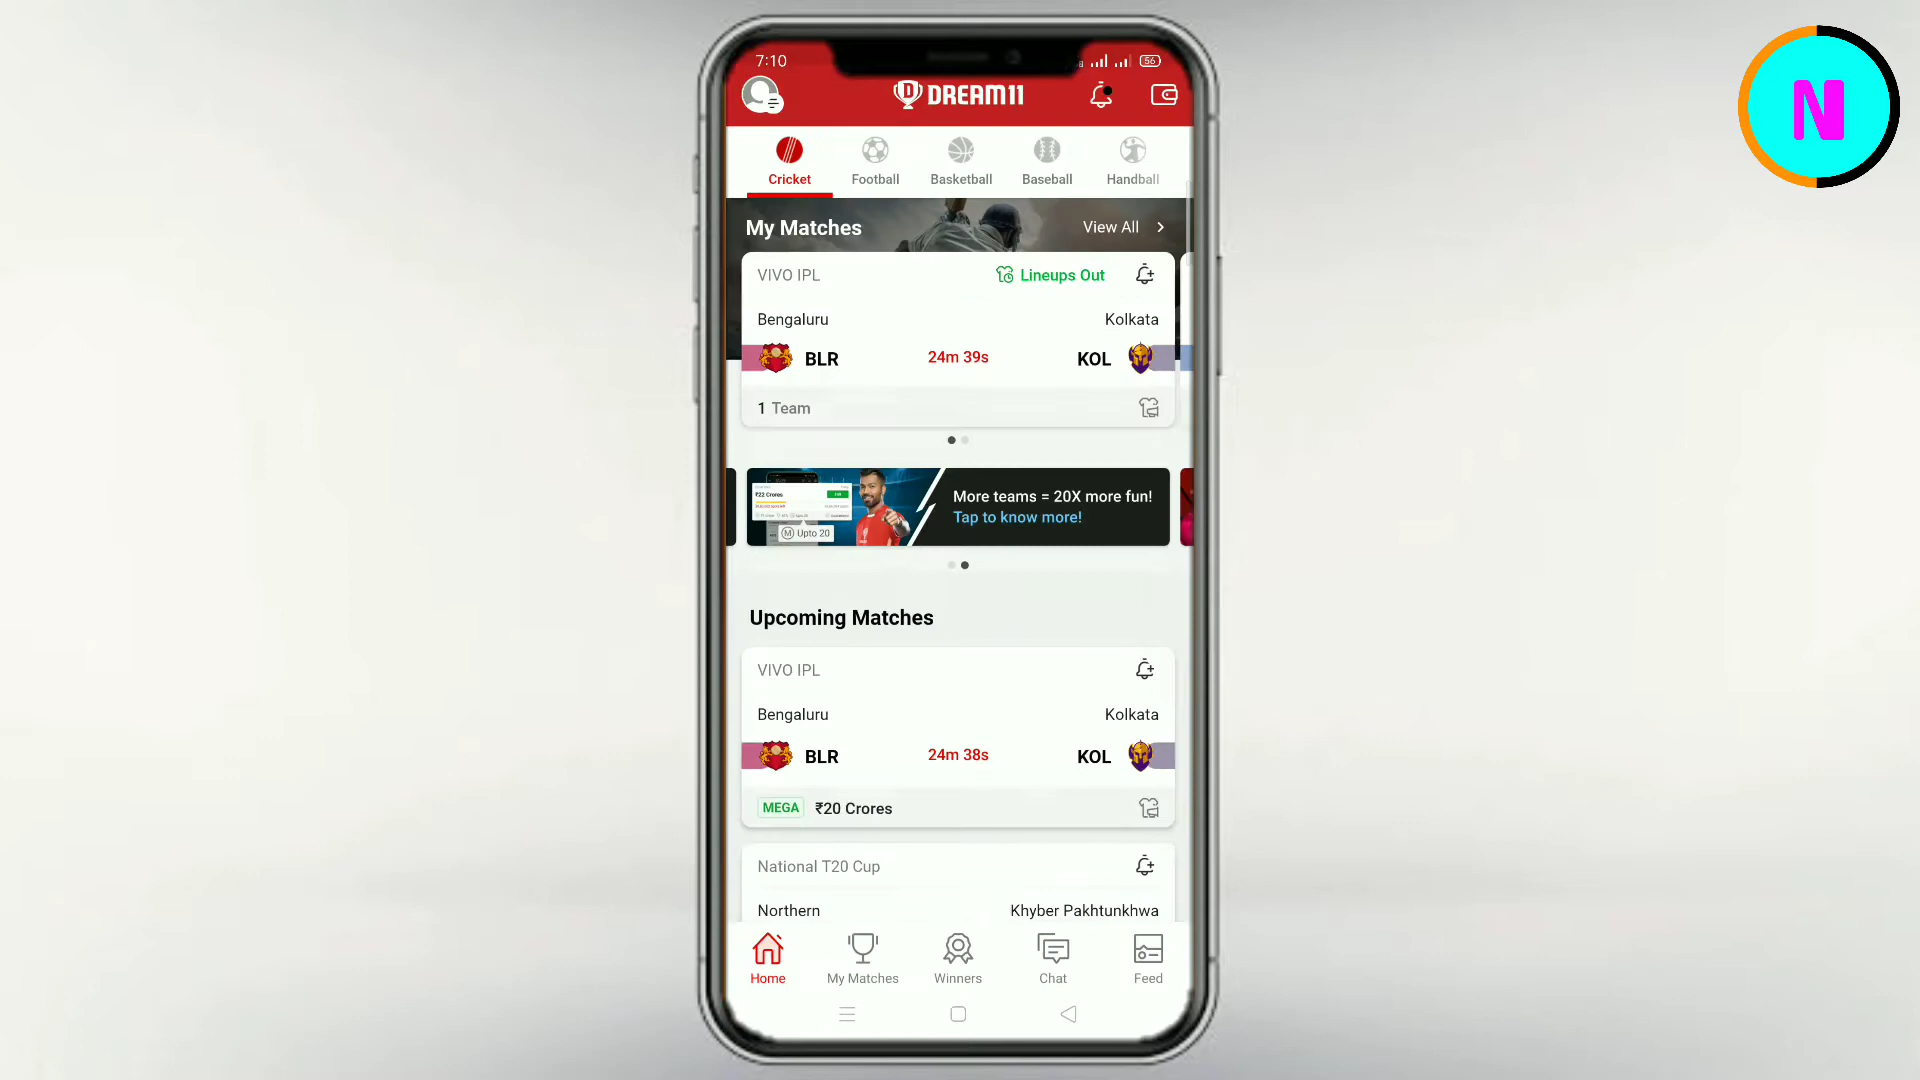 7:10
56
N
DREAM11
Cricket
Football
Basketball
Baseball
Handball
My Matches
View All
VIVO IPL
Lineups Out
Bengaluru
Kolkata
BLR
24m 39s
KOL
1 Team
₹22 Crores
Upto 20
More teams = 20X more fun!
Tap to know more!
Upcoming Matches
VIVO IPL
Bengaluru
Kolkata
BLR
24m 38s
KOL
MEGA ₹20 Crores
National T20 Cup
Northern
Khyber Pakhtunkhwa
Home
My Matches
Winners
Chat
Feed